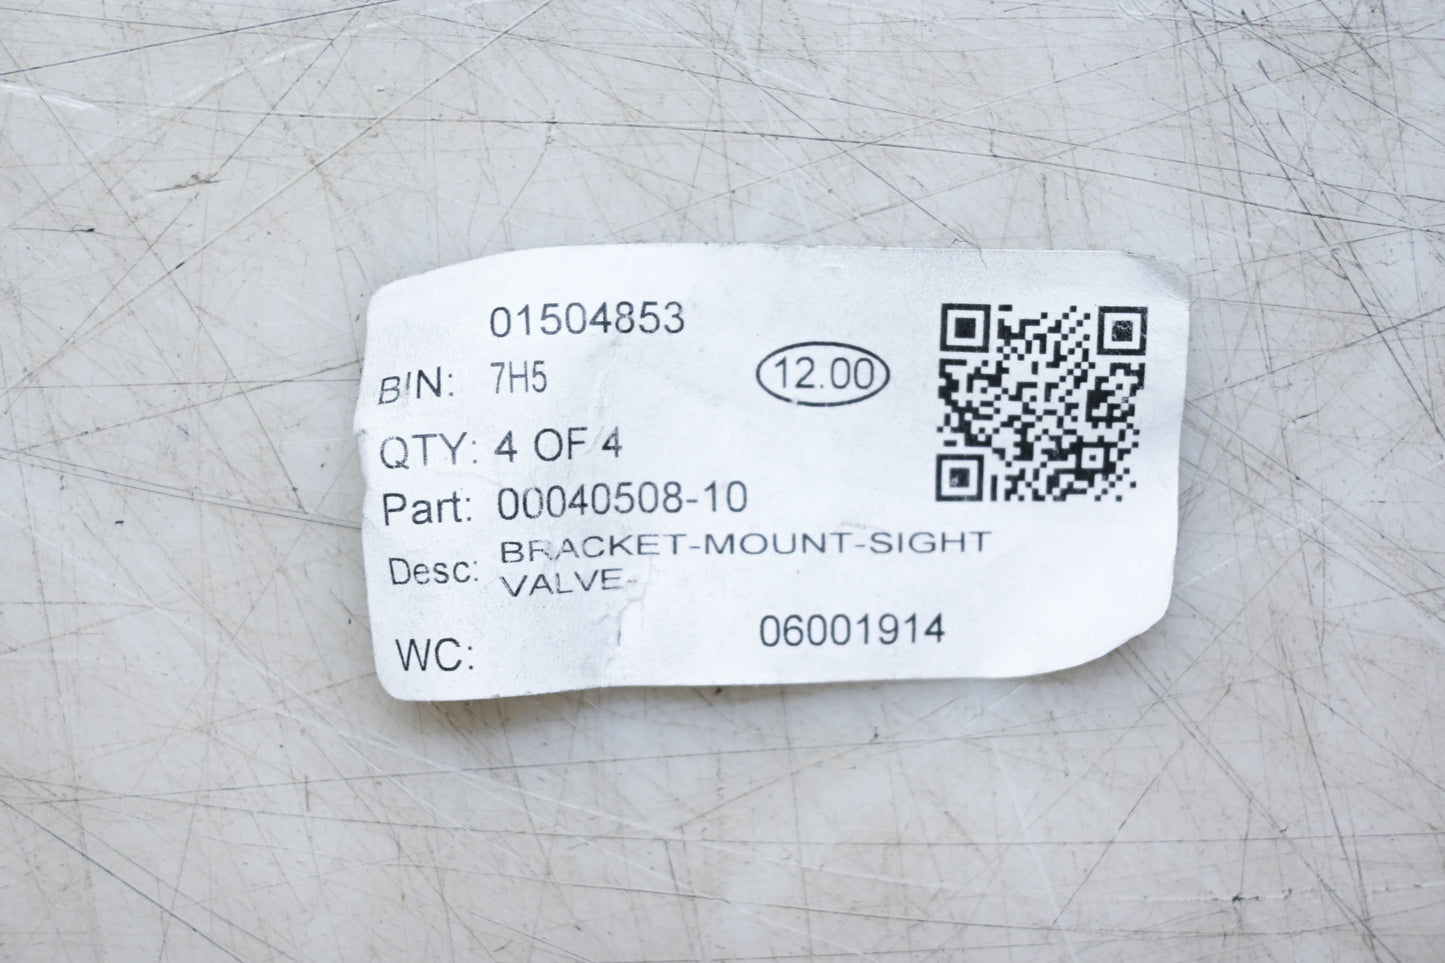 01504853
BIN: 7H5
12.00
QTY: 4 OF 4
Part: 00040508-10
Desc: BRACKET-MOUNT-SIGHT
VALVE-
WC:
06001914